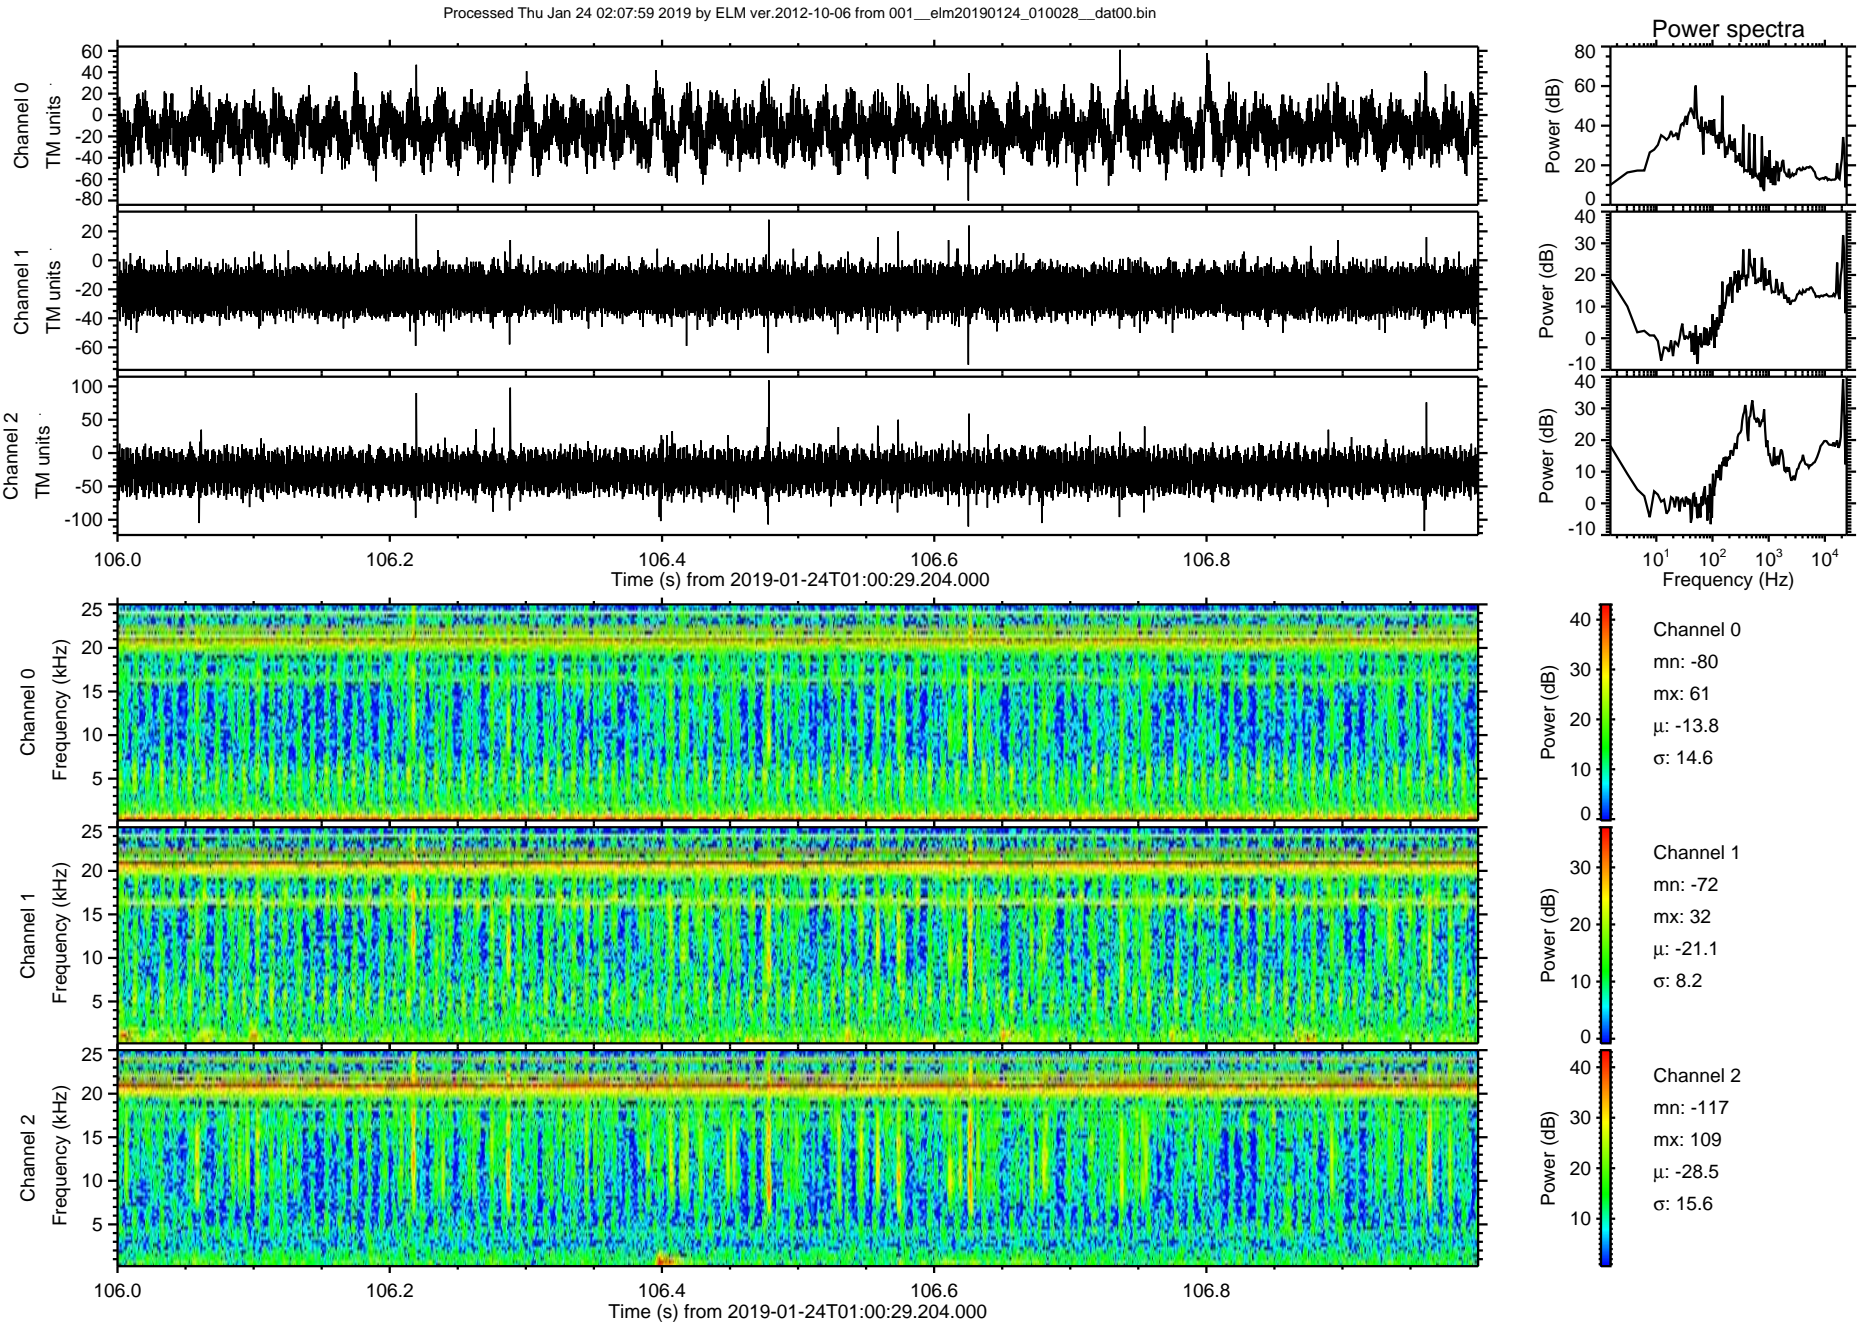 Processed Thu Jan 24 02:07:59 2019 by ELM ver.2012-10-06 from 001__elm20190124_010028__dat00.bin
Power spectra
Channel 0
TM units
60
40
20
0
-20
-40
-60
-80
Power (dB)
80
60
40
20
0
Channel 1
TM units
20
0
-20
-40
-60
Power (dB)
40
30
20
10
0
-10
Channel 2
TM units
100
50
0
-50
-100
Power (dB)
40
30
20
10
0
-10
106.0 106.2 106.4 106.6 106.8
Time (s) from 2019-01-24T01:00:29.204.000
10¹ 10² 10³ 10⁴
Frequency (Hz)
Channel 0
Frequency (kHz)
25
20
15
10
5
Power (dB)
40
30
20
10
0
Channel 0
mn: -80
mx: 61
μ: -13.8
σ: 14.6
Channel 1
Frequency (kHz)
25
20
15
10
5
Power (dB)
30
20
10
0
Channel 1
mn: -72
mx: 32
μ: -21.1
σ: 8.2
Channel 2
Frequency (kHz)
25
20
15
10
5
Power (dB)
40
30
20
10
Channel 2
mn: -117
mx: 109
μ: -28.5
σ: 15.6
106.0 106.2 106.4 106.6 106.8
Time (s) from 2019-01-24T01:00:29.204.000